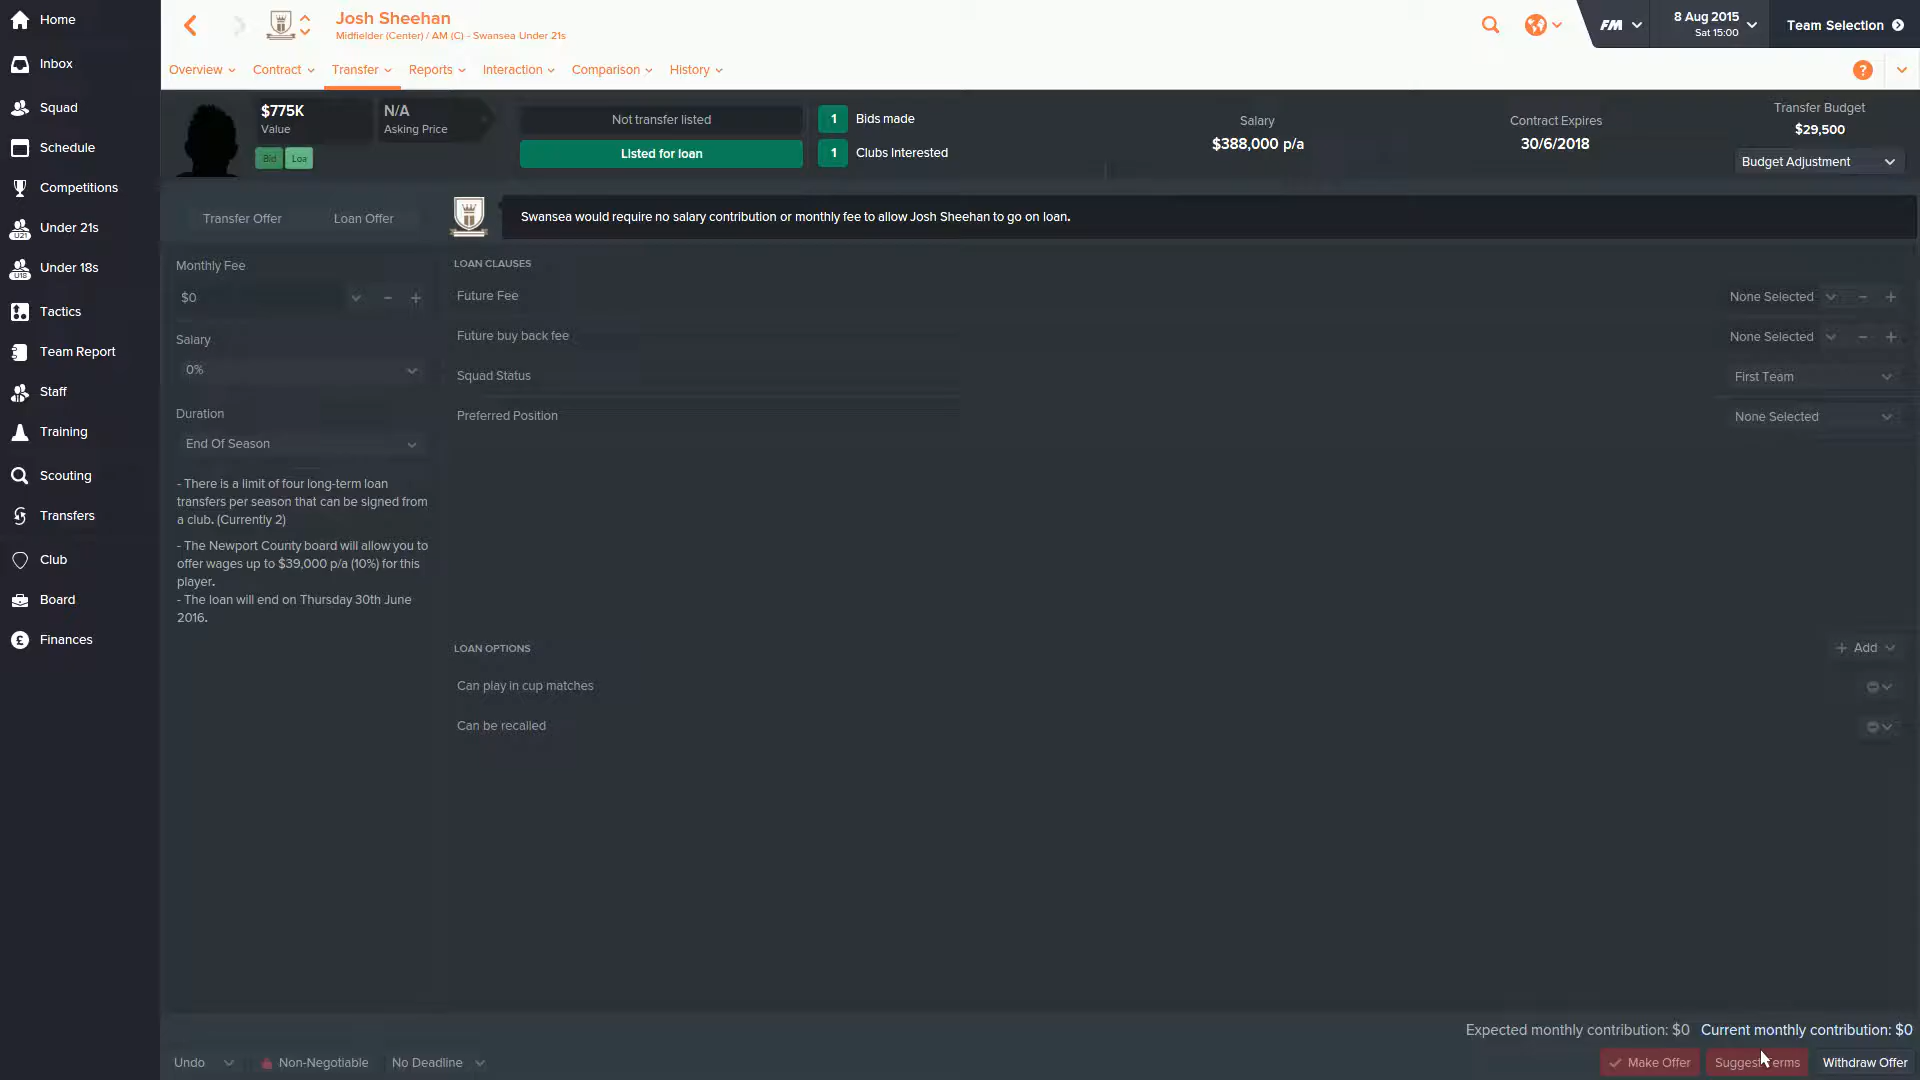 Home
Inbox
Squad
Schedule
Competitions
Under 21s
Under 18s
Tactics
Team Report
Staff
Training
Scouting
Transfers
Club
Board
Finances
Josh Sheehan
Midfielder (Center) / AM (C) - Swansea Under 21s
FM
8 Aug 2015
Sat 15:00
Team Selection
Overview
Contract
Transfer
Reports
Interaction
Comparison
History
?
$775K
Value
N/A
Asking Price
Bid
Loa
Not transfer listed
Listed for loan
1 Bids made
1 Clubs Interested
Salary
$388,000 p/a
Contract Expires
30/6/2018
Transfer Budget
$29,500
Budget Adjustment
Transfer Offer
Loan Offer
Swansea would require no salary contribution or monthly fee to allow Josh Sheehan to go on loan.
Monthly Fee
$0
Salary
0%
Duration
End Of Season
- There is a limit of four long-term loan
transfers per season that can be signed from
a club. (Currently 2)
- The Newport County board will allow you to
offer wages up to $39,000 p/a (10%) for this
player.
- The loan will end on Thursday 30th June
2016.
LOAN CLAUSES
Future Fee
None Selected
Future buy back fee
None Selected
Squad Status
First Team
Preferred Position
None Selected
LOAN OPTIONS
+ Add
Can play in cup matches
Can be recalled
Expected monthly contribution: $0
Current monthly contribution: $0
Undo
Non-Negotiable
No Deadline
Make Offer
Suggest Terms
Withdraw Offer